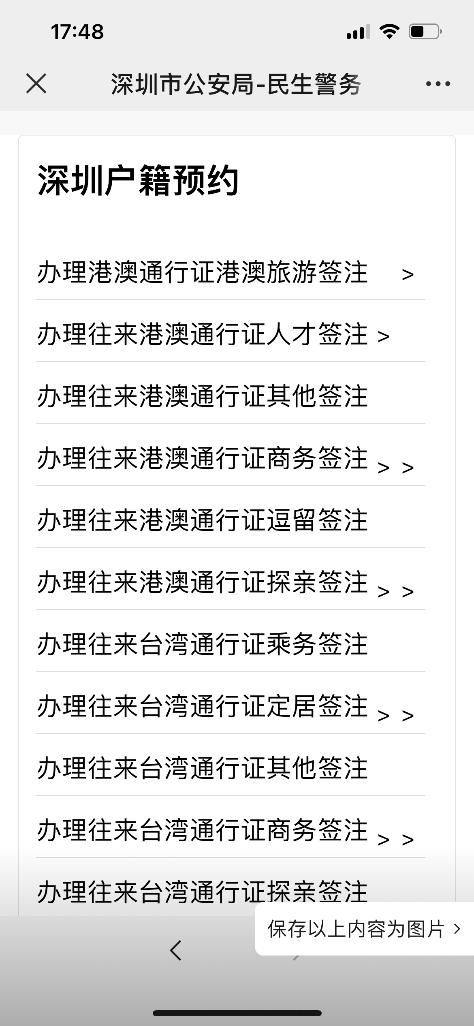 17:48
深圳市公安局-民生警务
深圳户籍预约
办理港澳通行证港澳旅游签注 >
办理往来港澳通行证人才签注 >
办理往来港澳通行证其他签注
办理往来港澳通行证商务签注 > >
办理往来港澳通行证逗留签注
办理往来港澳通行证探亲签注 > >
办理往来台湾通行证乘务签注
办理往来台湾通行证定居签注 > >
办理往来台湾通行证其他签注
办理往来台湾通行证商务签注 > >
办理往来台湾通行证探亲签注
保存以上内容为图片 >